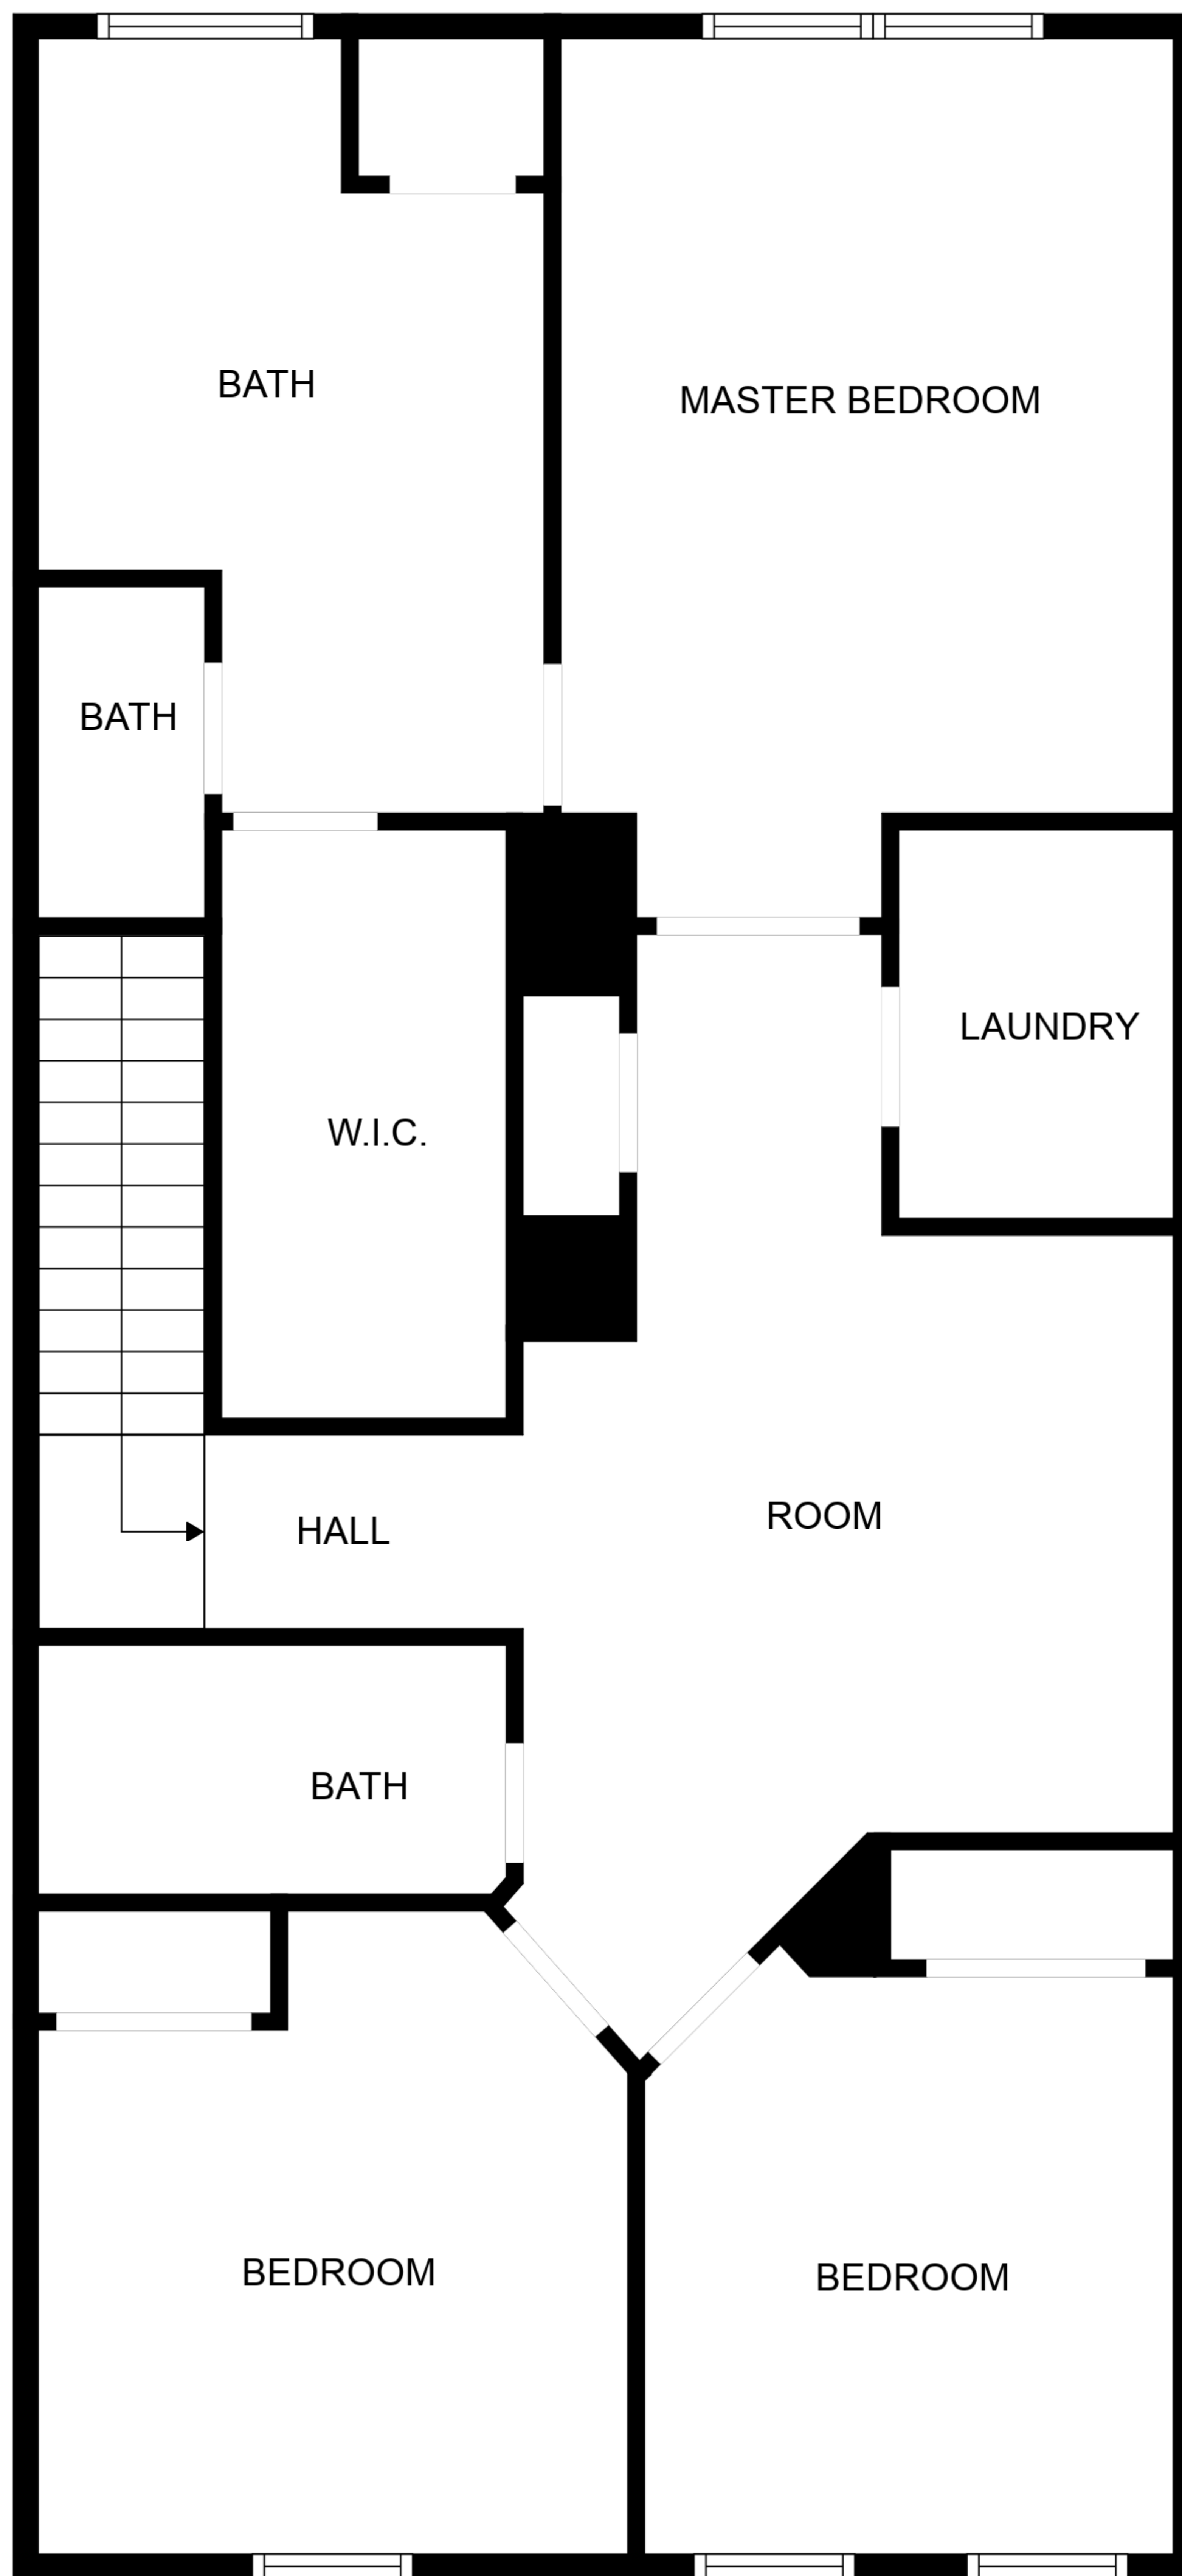 BATH
MASTER BEDROOM
BATH
LAUNDRY
W.I.C.
ROOM
HALL
BATH
BEDROOM
BEDROOM